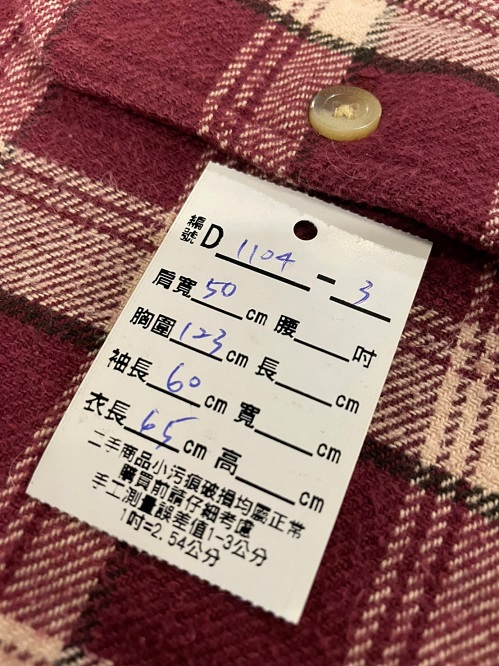 編號 D 1104 - 3
肩寬 50 cm 腰 吋
胸圍 123 cm 長 cm
袖長 60 cm 寬 cm
衣長 65 cm 高 cm
二手商品小污痕破損均屬正常
購買前請仔細考慮
手工測量誤差值1-3公分
1吋=2.54公分